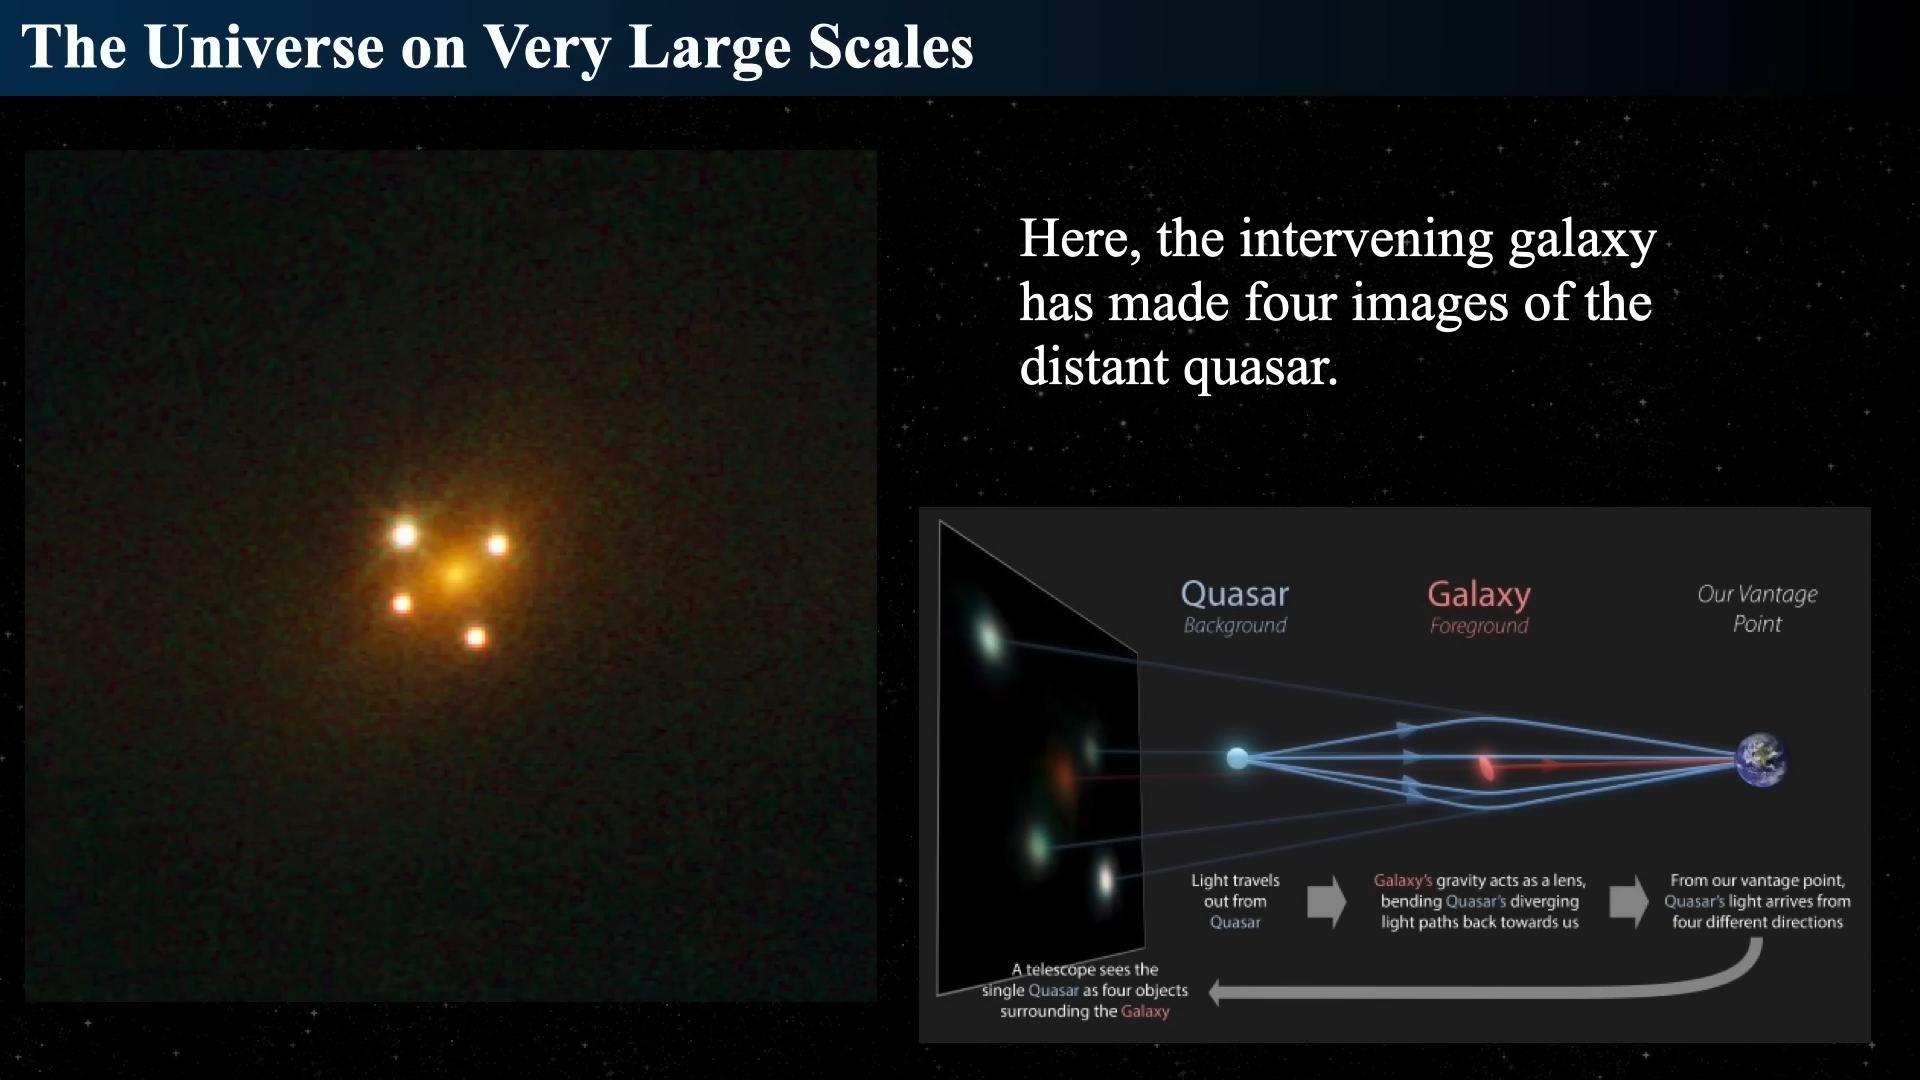 The Universe on Very Large Scales
Here, the intervening galaxy
has made four images of the
distant quasar.
Quasar
Background
Galaxy
Foreground
Our Vantage
Point
Light travels
out from
Quasar
Galaxy's gravity acts as a lens,
bending Quasar's diverging
light paths back towards us
From our vantage point,
Quasar's light arrives from
four different directions
A telescope sees the
single Quasar as four objects
surrounding the Galaxy